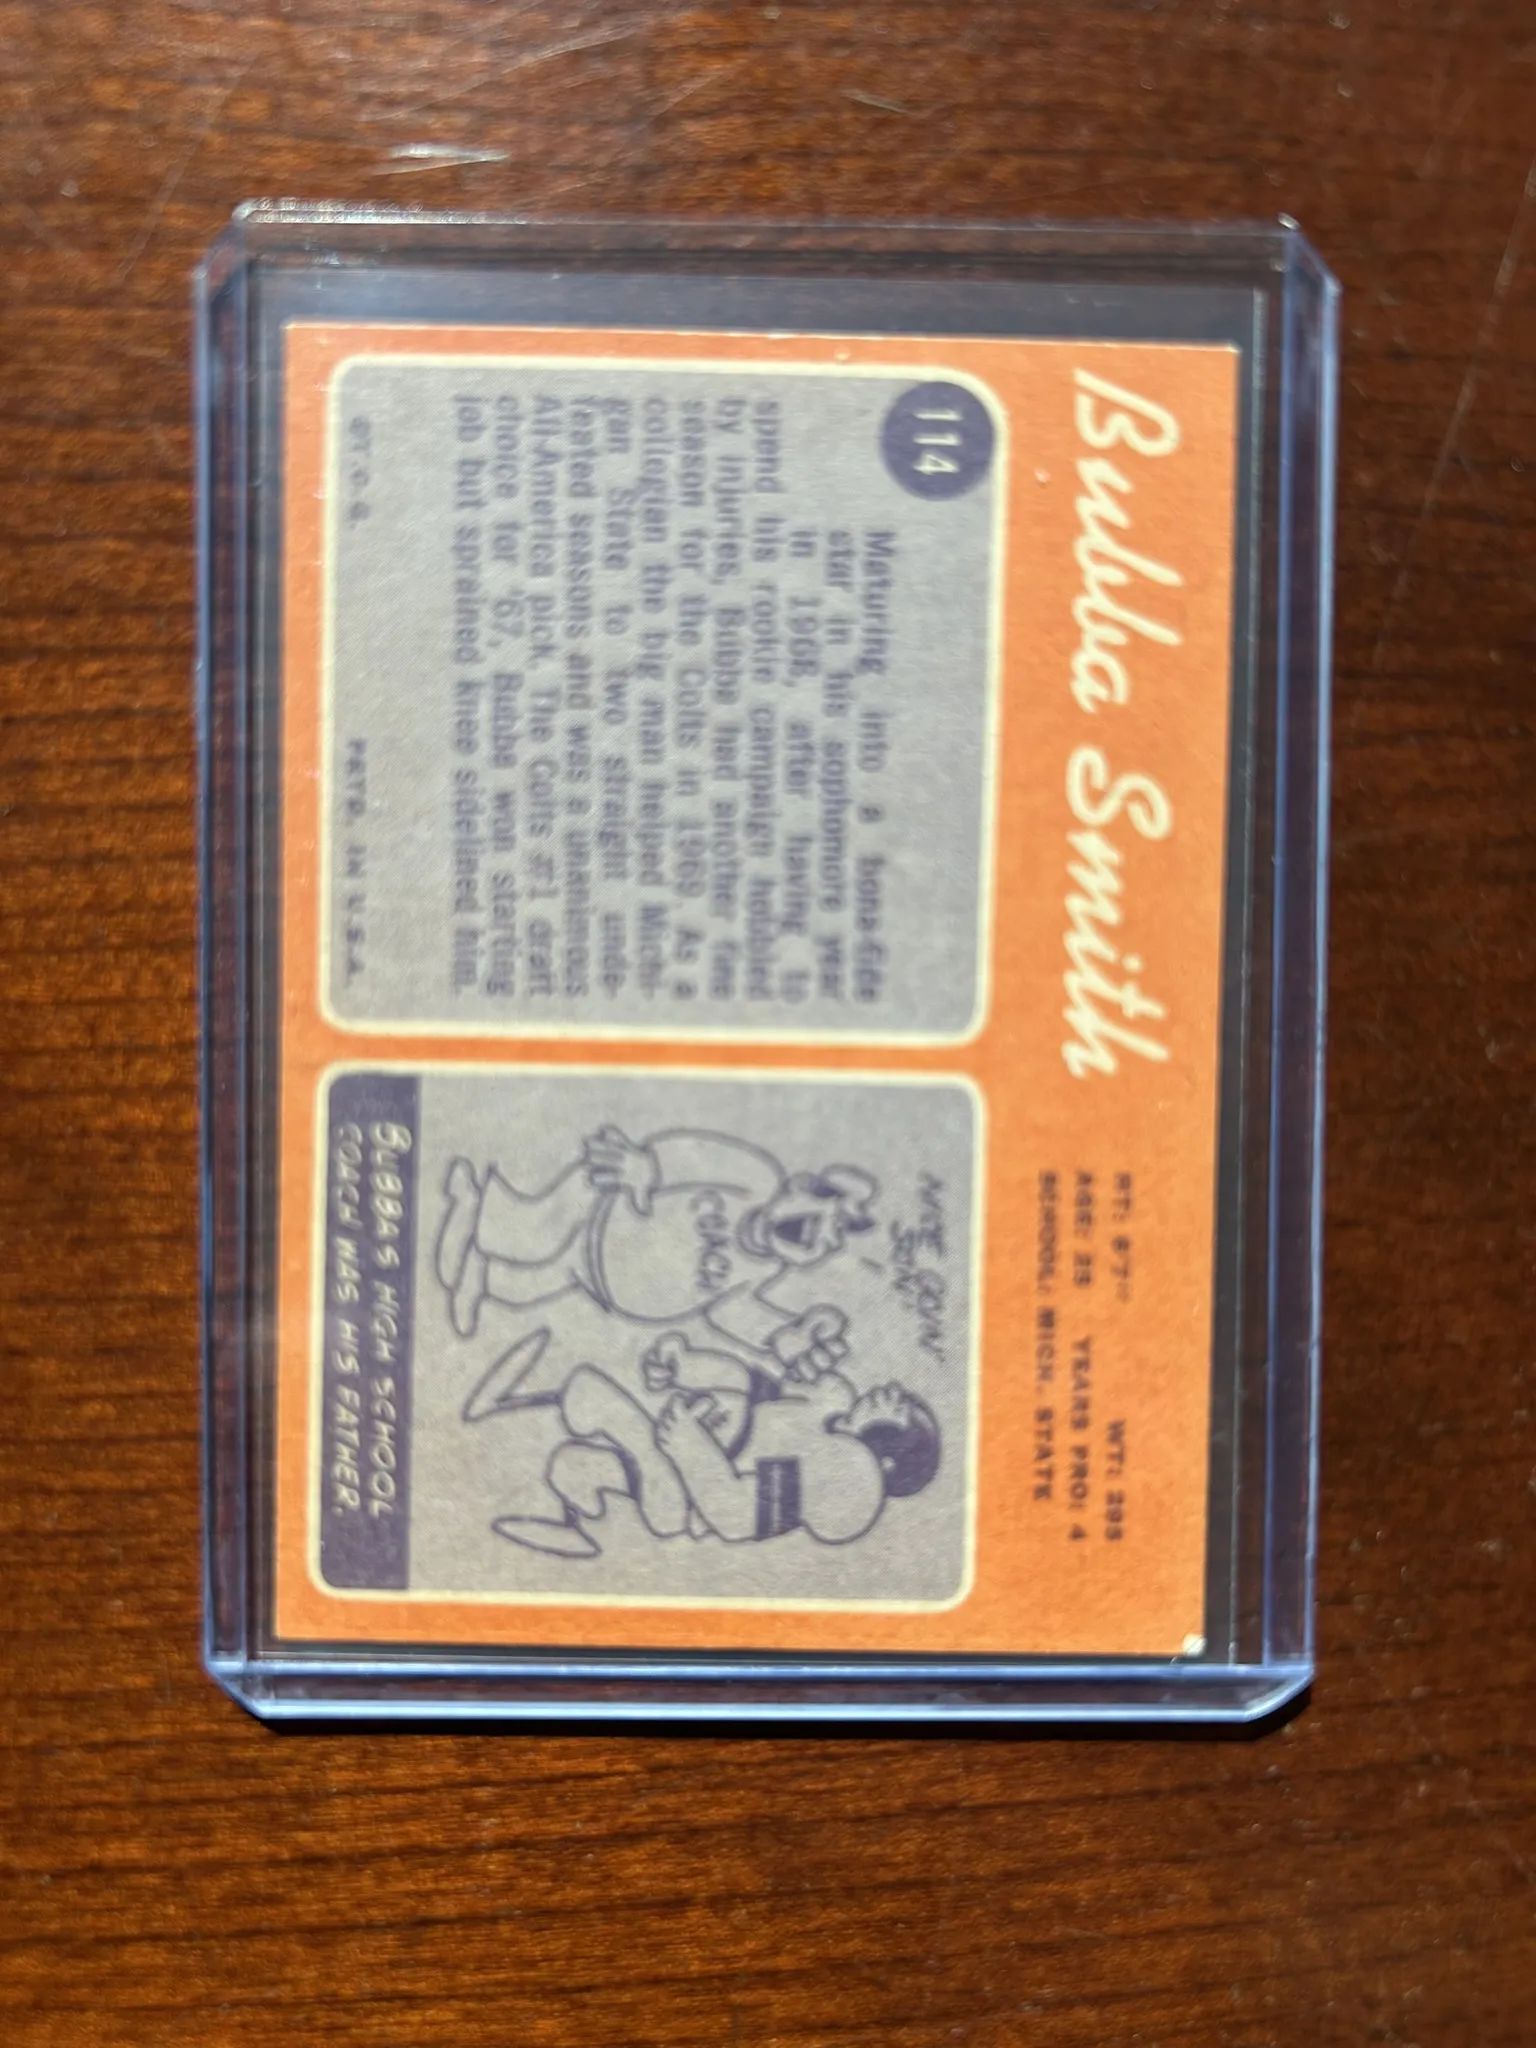 Bubba Smith
HT: 6'7" WT: 295
AGE: 25 YEARS PRO: 4
SCHOOL: MICH. STATE
114
Maturing into a bona-fide
star in his sophomore year
in 1968, after having to
spend his rookie campaign hobbled
by injuries, Bubba had another fine
season for the Colts in 1969. As a
collegian the big man helped Michi-
gan State to two straight unde-
feated seasons and was a unanimous
All-America pick. The Colts #1 draft
choice for '67, Bubba won starting
job but sprained knee sidelined him.
©T.C.G. PRTD. IN U.S.A.
NICE GOIN'
SON!
COACH
BUBBA'S HIGH SCHOOL
COACH WAS HIS FATHER.